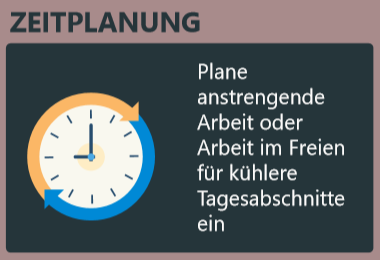 ZEITPLANUNG
Plane
anstrengende
Arbeit oder
Arbeit im Freien
für kühlere
Tagesabschnitte
ein